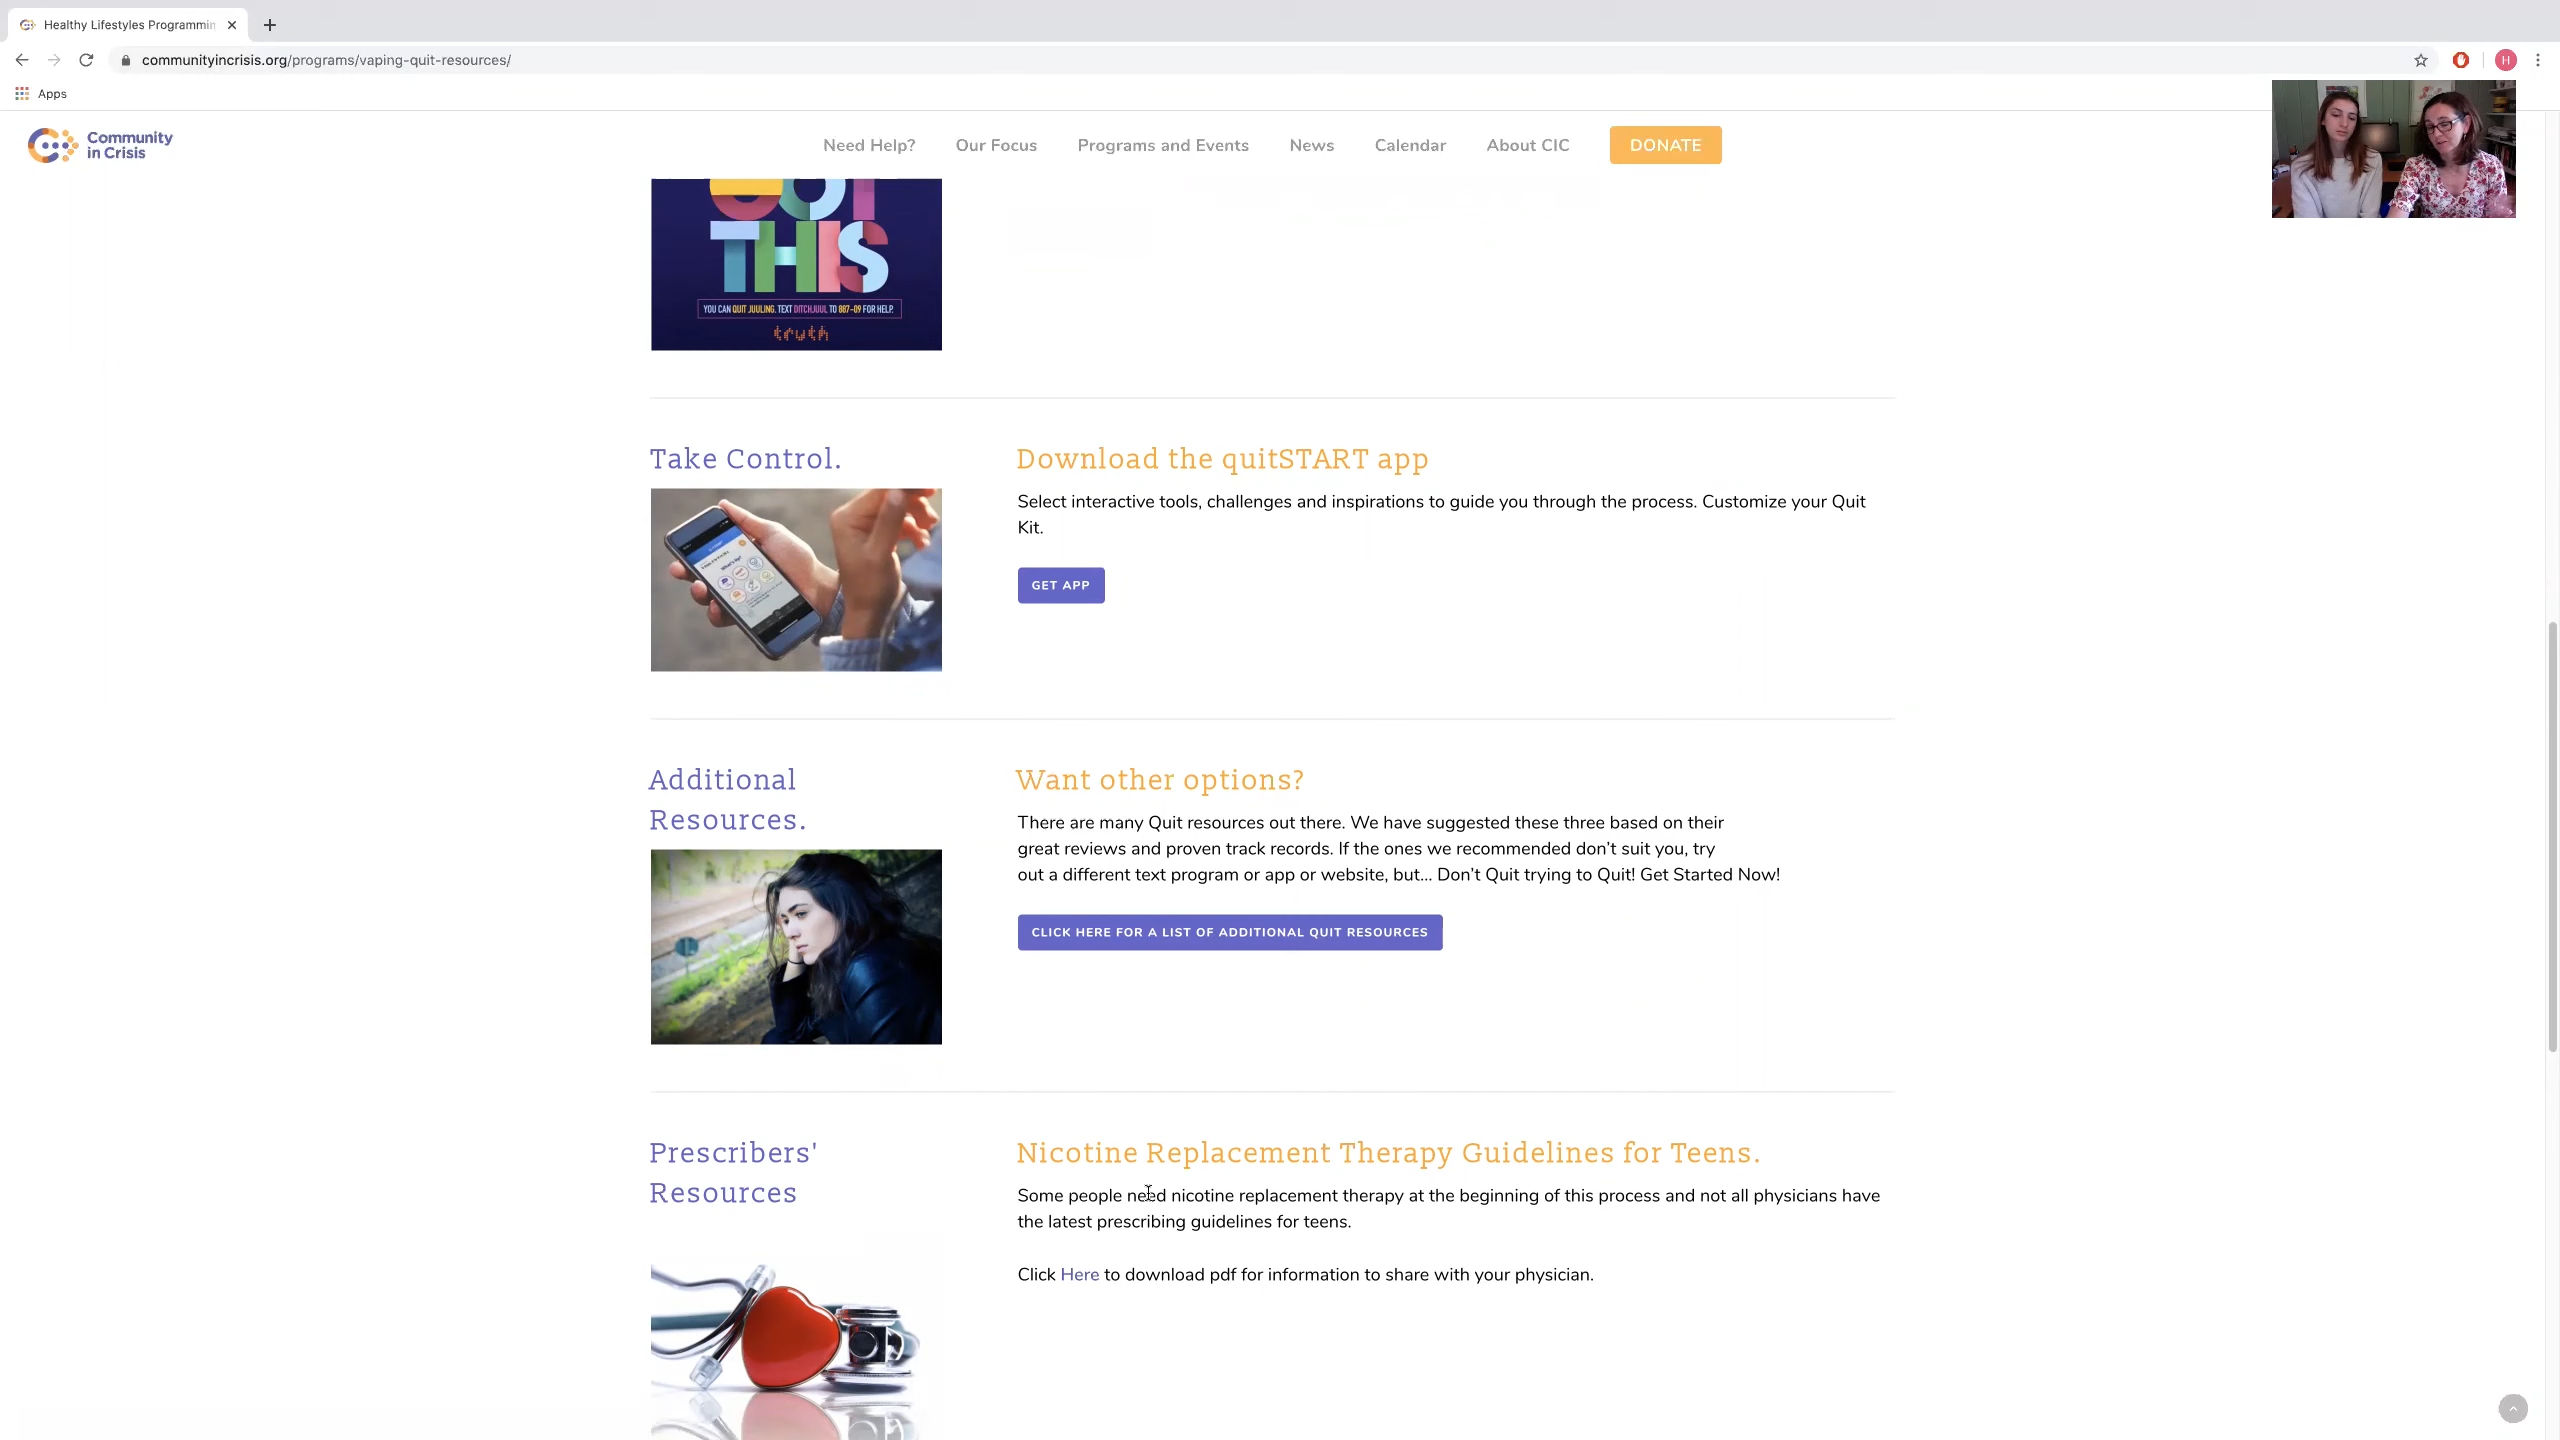 Healthy Lifestyles Programmin
communityincrisis.org/programs/vaping-quit-resources/
H
Apps
Community
in Crisis
Need Help?
Our Focus
Programs and Events
News
Calendar
About CIC
DONATE
GOT
THIS
YOU CAN QUIT JUULING. TEXT DITCHJUUL TO 887-09 FOR HELP.
truth
Take Control.
Download the quitSTART app
Select interactive tools, challenges and inspirations to guide you through the process. Customize your Quit
Kit.
GET APP
Additional
Resources.
Want other options?
There are many Quit resources out there. We have suggested these three based on their
great reviews and proven track records. If the ones we recommended don't suit you, try
out a different text program or app or website, but... Don't Quit trying to Quit! Get Started Now!
CLICK HERE FOR A LIST OF ADDITIONAL QUIT RESOURCES
Prescribers'
Resources
Nicotine Replacement Therapy Guidelines for Teens.
Some people need nicotine replacement therapy at the beginning of this process and not all physicians have
the latest prescribing guidelines for teens.
Click Here to download pdf for information to share with your physician.